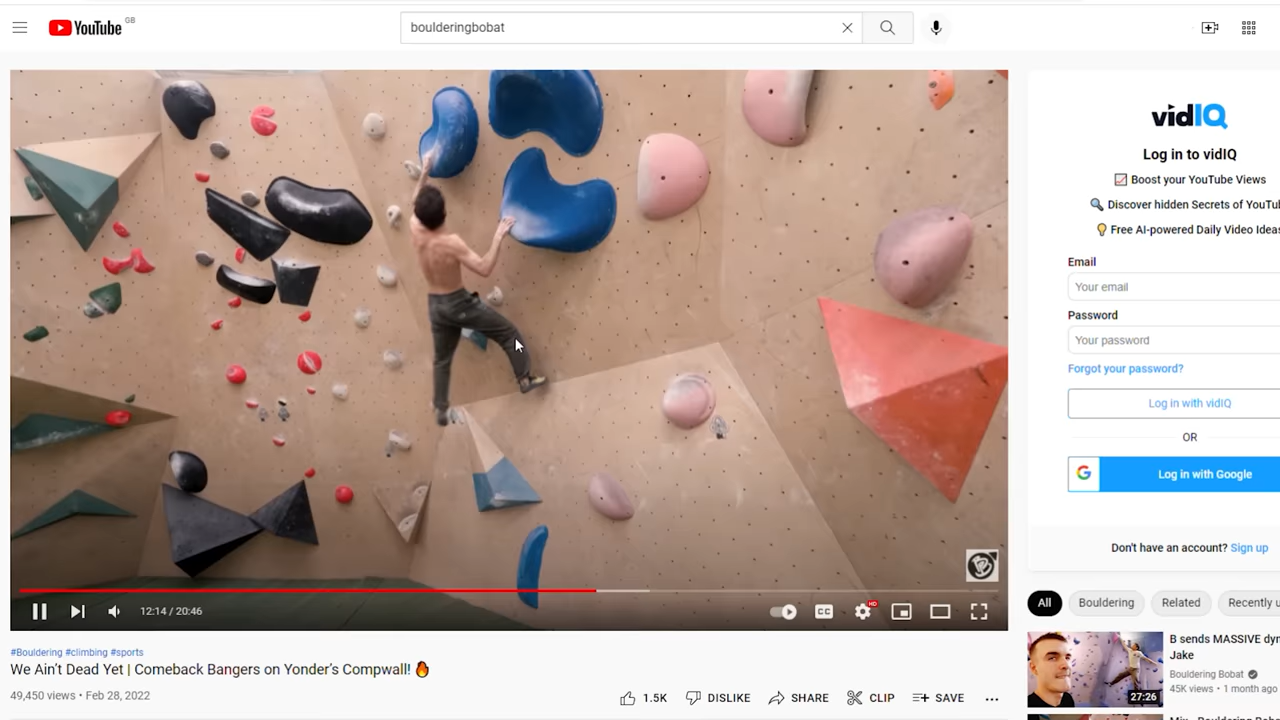 YouTube GB
boulderingbobat
12:14 / 20:46
CC
HD
#Bouldering #climbing #sports
We Ain't Dead Yet | Comeback Bangers on Yonder's Compwall! 🔥
49,450 views • Feb 28, 2022
1.5K DISLIKE SHARE CLIP SAVE ...
vidIQ
Log in to vidIQ
📈 Boost your YouTube Views
🔍 Discover hidden Secrets of
💡 Free AI-powered Daily Video Ideas
Email
Your email
Password
Your password
Forgot your password?
Log in with vidIQ
OR
G Log in with Google
Don't have an account? Sign up
All Bouldering Related Recently
B sends MASSIVE
Jake
Bouldering Bobat
45K views • 1 month ago
27:26